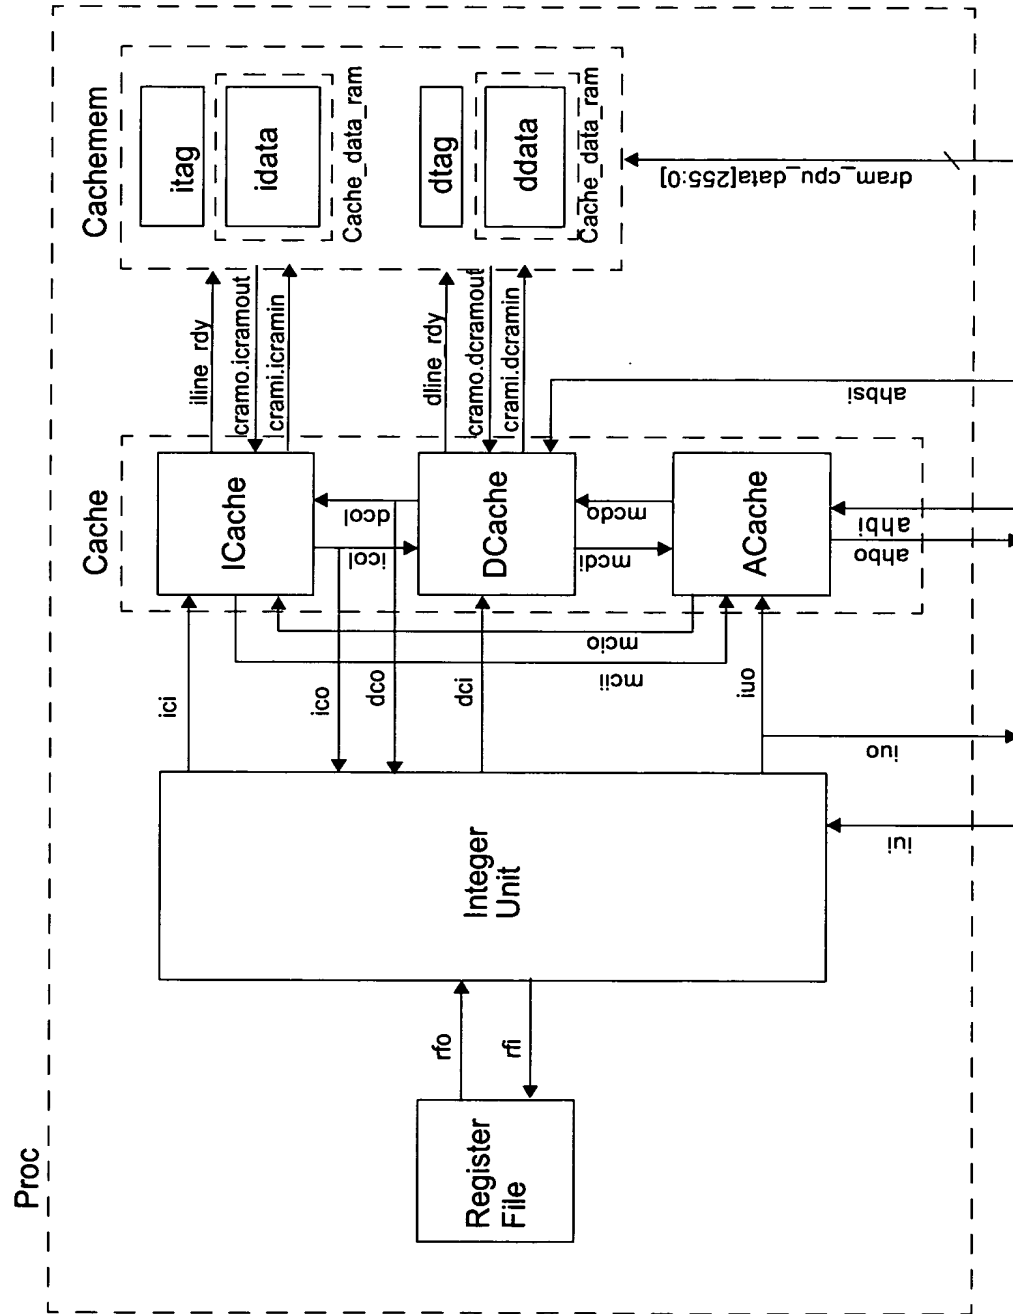 Proc
Register
File
rfo
rfi
Integer
Unit
iui
ici
ico
dco
dci
iuo
iuo
mcii
mcio
Cache
ICache
icol
dcol
DCache
mcdi
mcdo
ACache
ahbo
ahbi
ahbsi
iline_rdy
cramo.icramout
crami.icramin
dline_rdy
cramo.dcramout
crami.dcramin
Cachemem
itag
idata
Cache_data_ram
dtag
ddata
Cache_data_ram
dram_cpu_data[255:0]